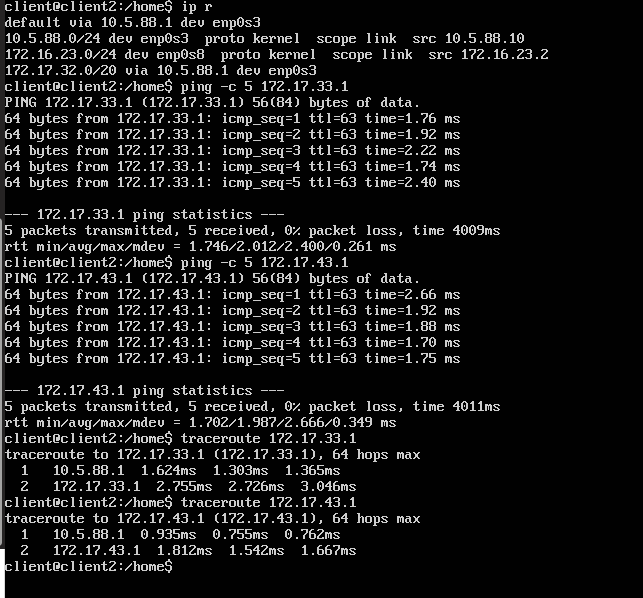 client@client2:/home$ ip r
default via 10.5.88.1 dev enp0s3
10.5.88.0/24 dev enp0s3  proto kernel  scope link  src 10.5.88.10
172.16.23.0/24 dev enp0s8  proto kernel  scope link  src 172.16.23.2
172.17.32.0/20 via 10.5.88.1 dev enp0s3
client@client2:/home$ ping -c 5 172.17.33.1
PING 172.17.33.1 (172.17.33.1) 56(84) bytes of data.
64 bytes from 172.17.33.1: icmp_seq=1 ttl=63 time=1.76 ms
64 bytes from 172.17.33.1: icmp_seq=2 ttl=63 time=1.92 ms
64 bytes from 172.17.33.1: icmp_seq=3 ttl=63 time=2.22 ms
64 bytes from 172.17.33.1: icmp_seq=4 ttl=63 time=1.74 ms
64 bytes from 172.17.33.1: icmp_seq=5 ttl=63 time=2.40 ms
--- 172.17.33.1 ping statistics ---
5 packets transmitted, 5 received, 0% packet loss, time 4009ms
rtt min/avg/max/mdev = 1.746/2.012/2.400/0.261 ms
client@client2:/home$ ping -c 5 172.17.43.1
PING 172.17.43.1 (172.17.43.1) 56(84) bytes of data.
64 bytes from 172.17.43.1: icmp_seq=1 ttl=63 time=2.66 ms
64 bytes from 172.17.43.1: icmp_seq=2 ttl=63 time=1.92 ms
64 bytes from 172.17.43.1: icmp_seq=3 ttl=63 time=1.88 ms
64 bytes from 172.17.43.1: icmp_seq=4 ttl=63 time=1.70 ms
64 bytes from 172.17.43.1: icmp_seq=5 ttl=63 time=1.75 ms
--- 172.17.43.1 ping statistics ---
5 packets transmitted, 5 received, 0% packet loss, time 4011ms
rtt min/avg/max/mdev = 1.702/1.987/2.666/0.349 ms
client@client2:/home$ traceroute 172.17.33.1
traceroute to 172.17.33.1 (172.17.33.1), 64 hops max
  1   10.5.88.1  1.624ms  1.303ms  1.365ms
  2   172.17.33.1  2.755ms  2.726ms  3.046ms
client@client2:/home$ traceroute 172.17.43.1
traceroute to 172.17.43.1 (172.17.43.1), 64 hops max
  1   10.5.88.1  0.935ms  0.755ms  0.762ms
  2   172.17.43.1  1.812ms  1.542ms  1.667ms
client@client2:/home$